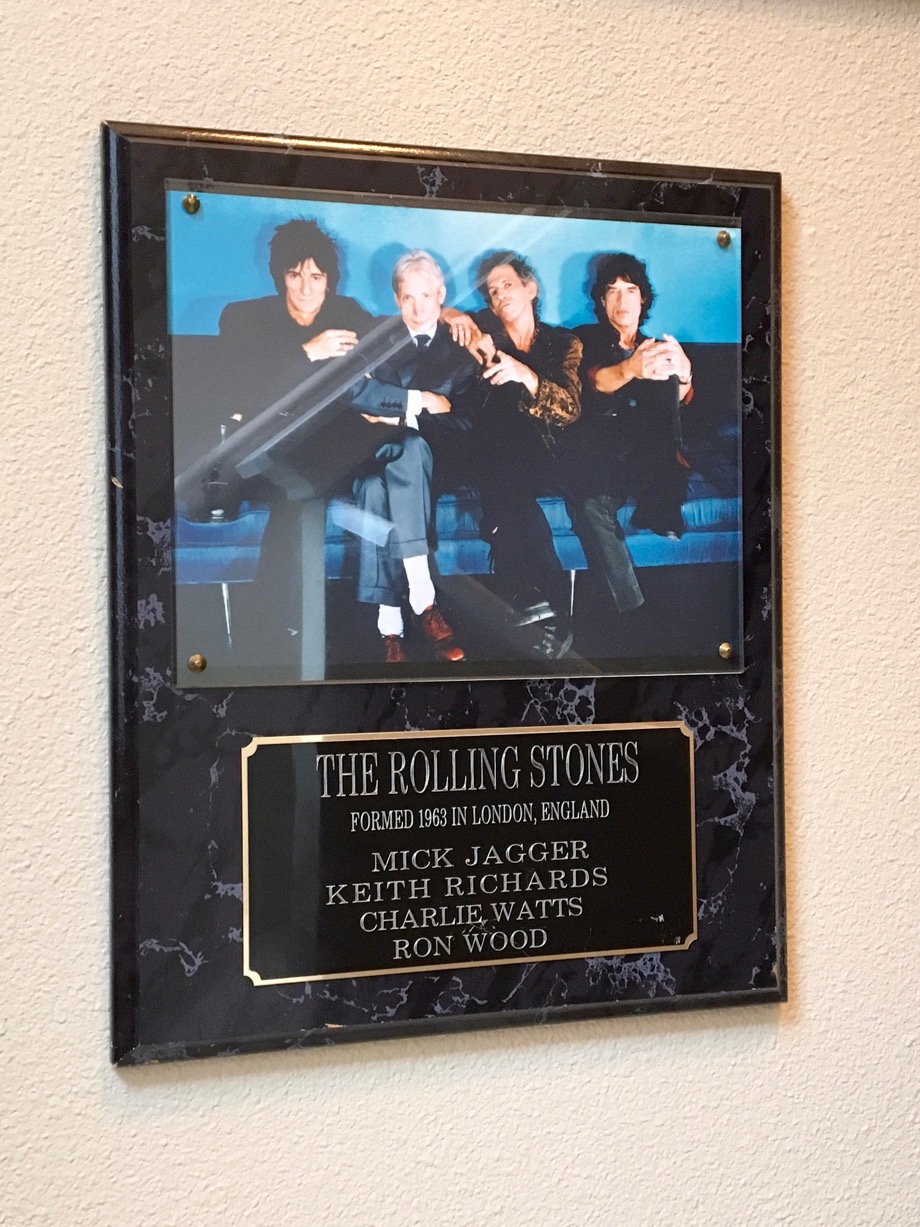 THE ROLLING STONES
FORMED 1963 IN LONDON, ENGLAND
MICK JAGGER
KEITH RICHARDS
CHARLIE WATTS
RON WOOD